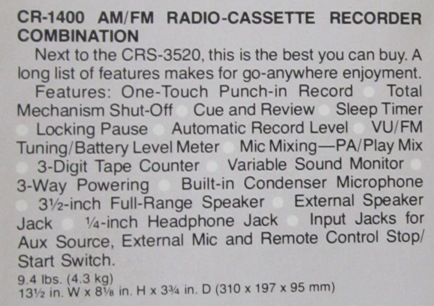 CR-1400 AM/FM RADIO-CASSETTE RECORDER
COMBINATION
Next to the CRS-3520, this is the best you can buy. A
long list of features makes for go-anywhere enjoyment.
Features: One-Touch Punch-in Record Total
Mechanism Shut-Off Cue and Review Sleep Timer
Locking Pause Automatic Record Level VU/FM
Tuning/Battery Level Meter Mic Mixing—PA/Play Mix
3-Digit Tape Counter Variable Sound Monitor
3-Way Powering Built-in Condenser Microphone
3½-inch Full-Range Speaker External Speaker
Jack ¼-inch Headphone Jack Input Jacks for
Aux Source, External Mic and Remote Control Stop/
Start Switch.
9.4 lbs. (4.3 kg)
13½ in. W x 8⅛ in. H x 3¾ in. D (310 x 197 x 95 mm)